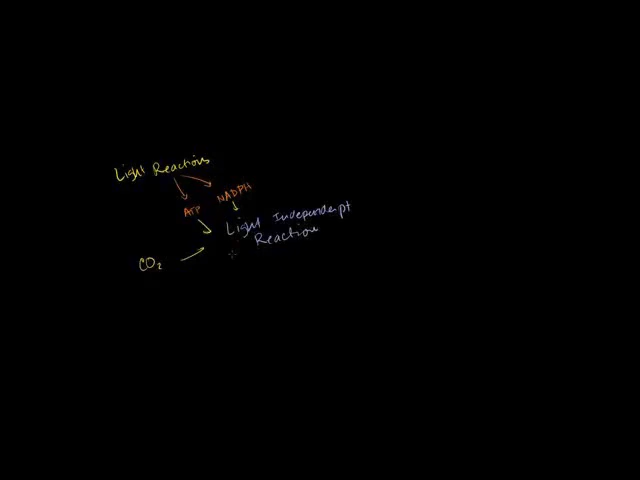 Light Reactions
ATP NADPH
Light Independent
Reaction
CO₂